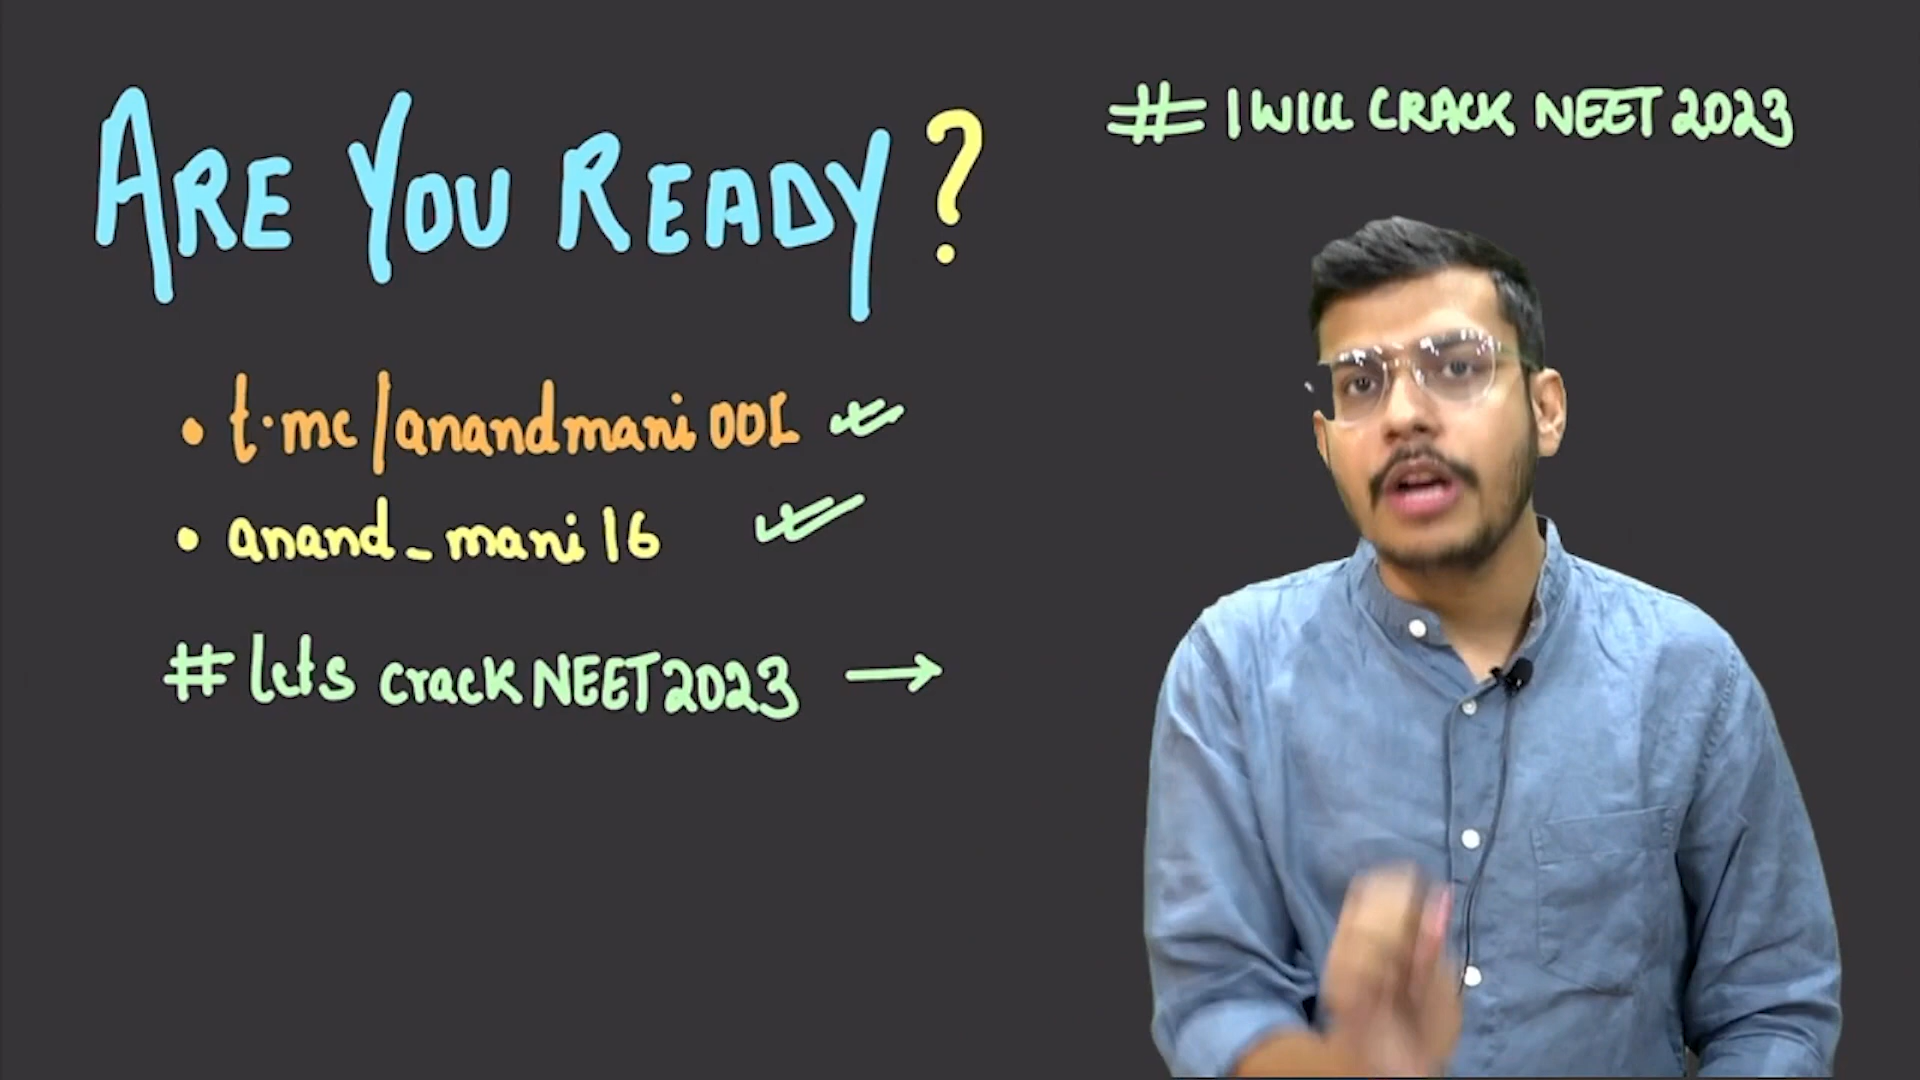 ARE YOU READY?
# I WILL CRACK NEET 2023
• t.me/anandmani001
• anand_mani16
# lets crack NEET2023 →